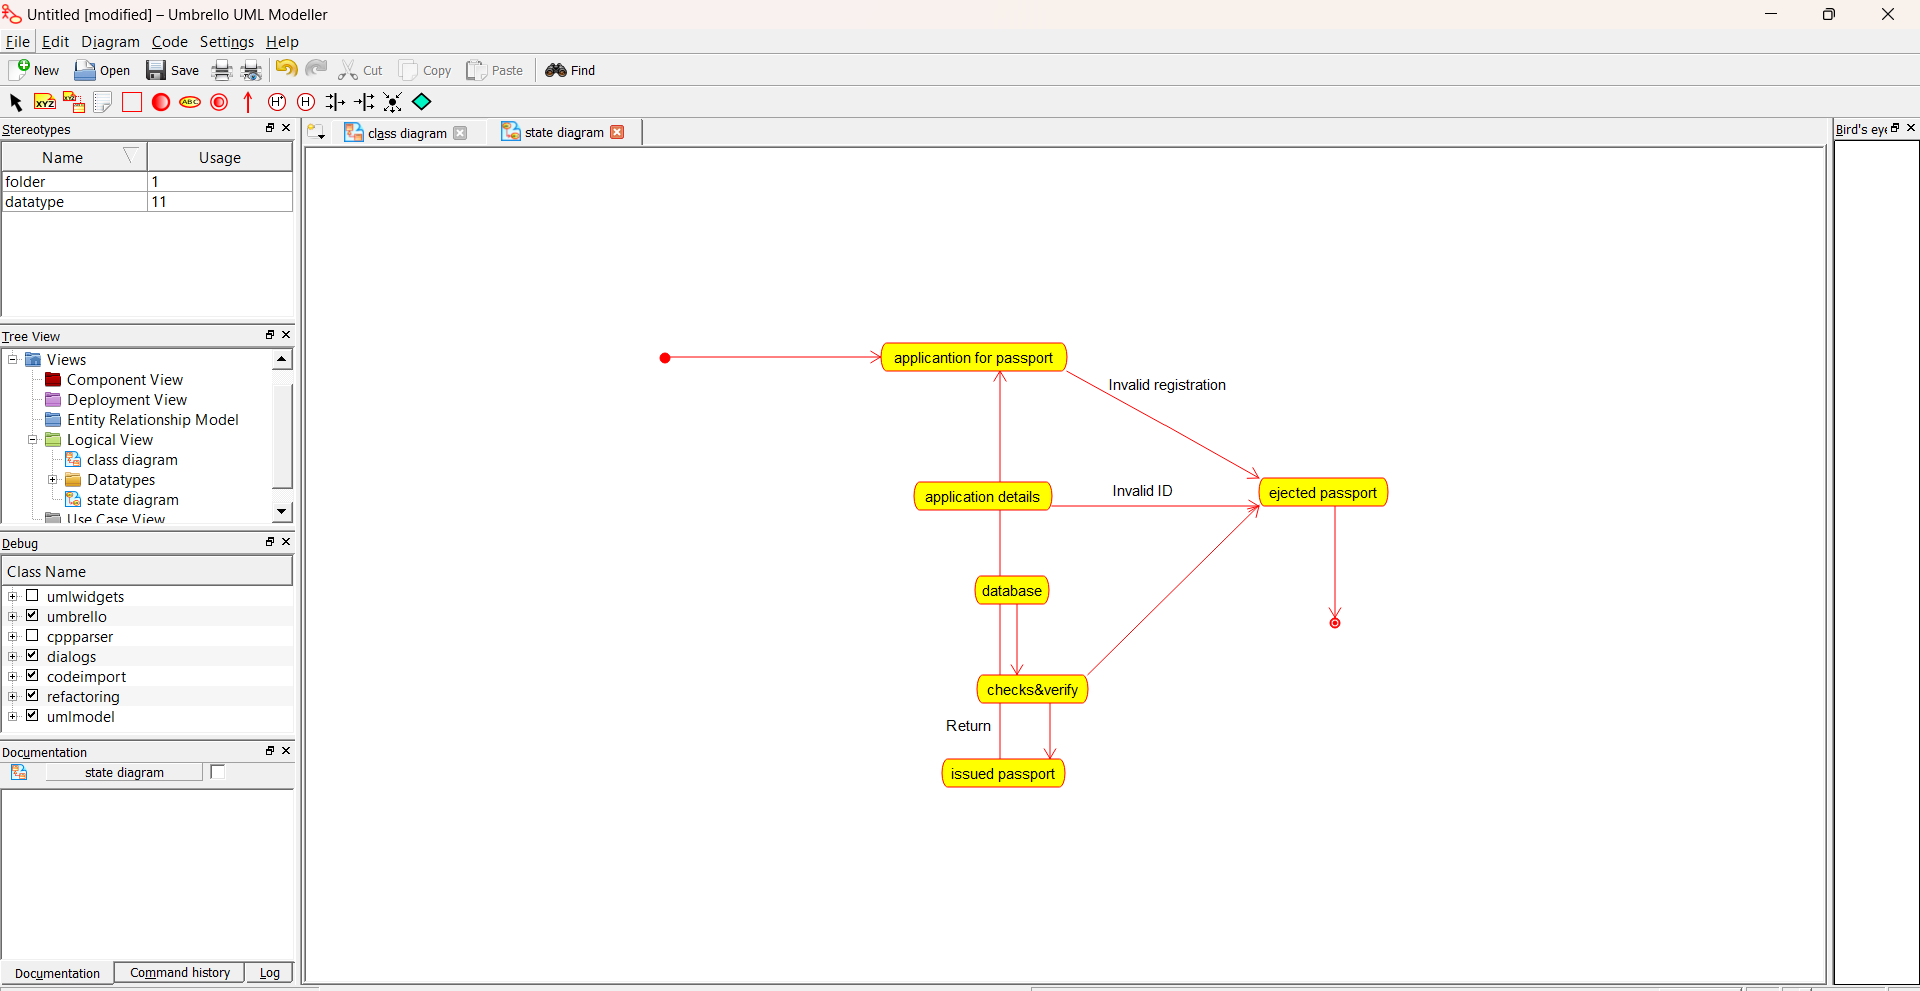 Untitled [modified] – Umbrello UML Modeller
File Edit Diagram Code Settings Help
New Open Save Cut Copy Paste Find
XYZ XYZ ABC H* H
Stereotypes
Name Usage
folder 1
datatype 11
Tree View
Views
Component View
Deployment View
Entity Relationship Model
Logical View
class diagram
Datatypes
state diagram
Use Case View
Debug
Class Name
umlwidgets
umbrello
cppparser
dialogs
codeimport
refactoring
umlmodel
Documentation
state diagram
Documentation Command history Log
class diagram state diagram
applicantion for passport
Invalid registration
application details
Invalid ID
ejected passport
database
checks&verify
Return
issued passport
Bird's eye